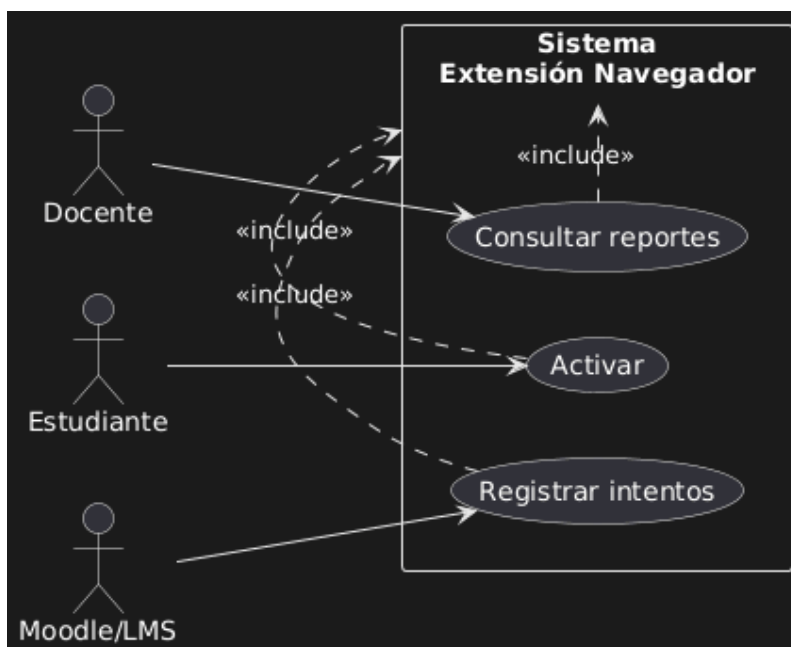 Sistema
Extensión Navegador
«include»
Docente
Consultar reportes
«include»
«include»
Activar
Estudiante
Registrar intentos
Moodle/LMS